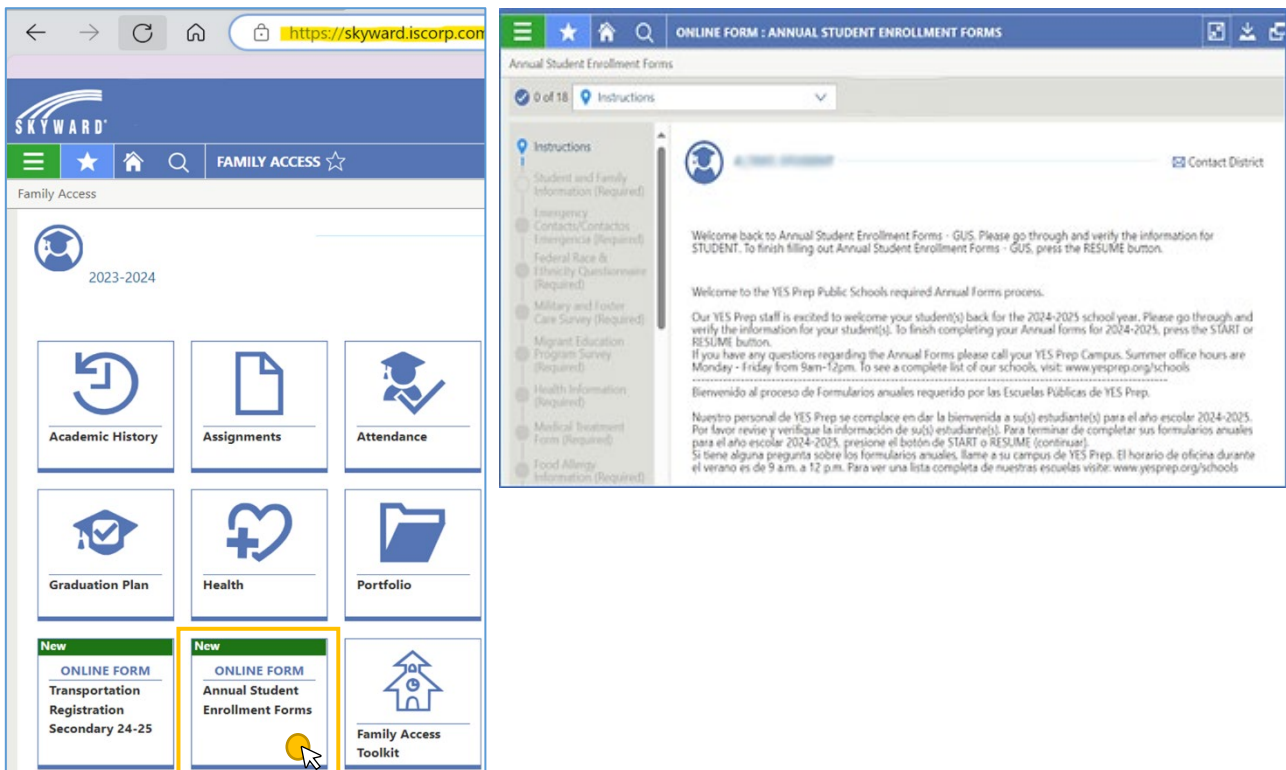 https://skyward.iscorp.com
SKYWARD
FAMILY ACCESS
Family Access
2023-2024
Academic History
Assignments
Attendance
Graduation Plan
Health
Portfolio
New
ONLINE FORM
Transportation
Registration
Secondary 24-25
New
ONLINE FORM
Annual Student
Enrollment Forms
Family Access
Toolkit
ONLINE FORM : ANNUAL STUDENT ENROLLMENT FORMS
Annual Student Enrollment Forms
0 of 18 Instructions
Instructions
Student and Family
Information (Required)
Emergency
Contacts/Contactos
Emergencia (Required)
Federal Race &
Ethnicity Questionnaire
(Required)
Military and Foster
Care Survey (Required)
Migrant Education
Program Survey
(Required)
Health Information
(Required)
Medical Treatment
Form (Required)
Food Allergy
Information (Required)
Contact District
Welcome back to Annual Student Enrollment Forms - GUS. Please go through and verify the information for
STUDENT. To finish filling out Annual Student Enrollment Forms - GUS, press the RESUME button.
Welcome to the YES Prep Public Schools required Annual Forms process.
Our YES Prep staff is excited to welcome your student(s) back for the 2024-2025 school year. Please go through and
verify the information for your student(s). To finish completing your Annual forms for 2024-2025, press the START or
RESUME button.
If you have any questions regarding the Annual Forms please call your YES Prep Campus. Summer office hours are
Monday - Friday from 9am-12pm. To see a complete list of our schools, visit: www.yesprep.org/schools
Bienvenido al proceso de Formularios anuales requerido por las Escuelas Públicas de YES Prep.
Nuestro personal de YES Prep se complace en dar la bienvenida a su(s) estudiante(s) para el año escolar 2024-2025.
Por favor revise y verifique la información de su(s) estudiante(s). Para terminar de completar sus formularios anuales
para el año escolar 2024-2025, presione el botón de START o RESUME (continuar).
Si tiene alguna pregunta sobre los formularios anuales, llame a su campus de YES Prep. El horario de oficina durante
el verano es de 9 a.m. a 12 p.m. Para ver una lista completa de nuestras escuelas visite: www.yesprep.org/schools